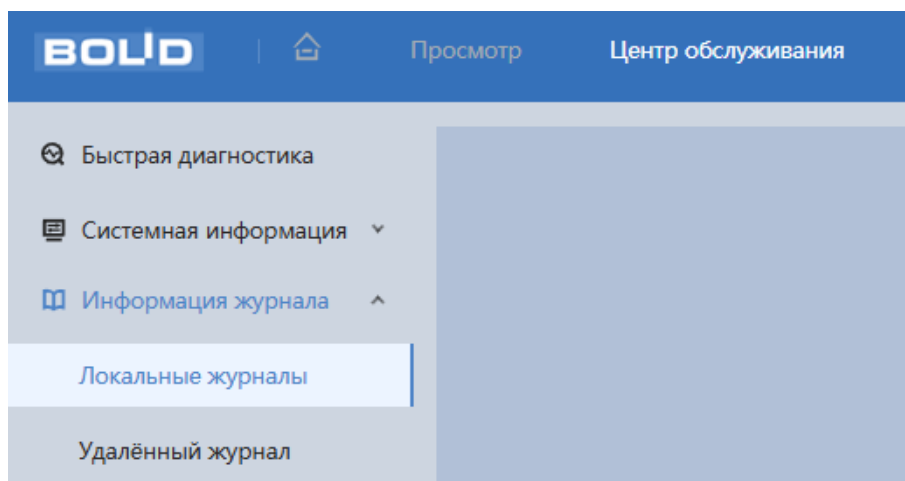 BOLID Просмотр Центр обслуживания
Быстрая диагностика
Системная информация
Информация журнала
Локальные журналы
Удалённый журнал